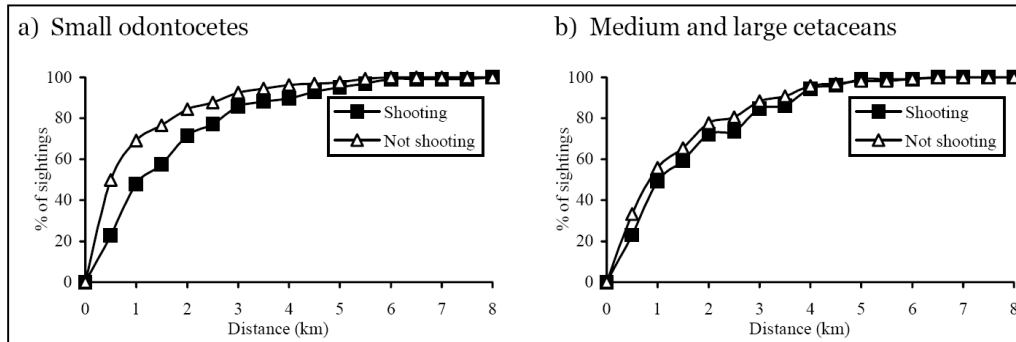 a) Small odontocetes
100
80
60
40
20
0
% of sightings
Shooting
Not shooting
0 1 2 3 4 5 6 7 8
Distance (km)
b) Medium and large cetaceans
100
80
60
40
20
0
% of sightings
Shooting
Not shooting
0 1 2 3 4 5 6 7 8
Distance (km)